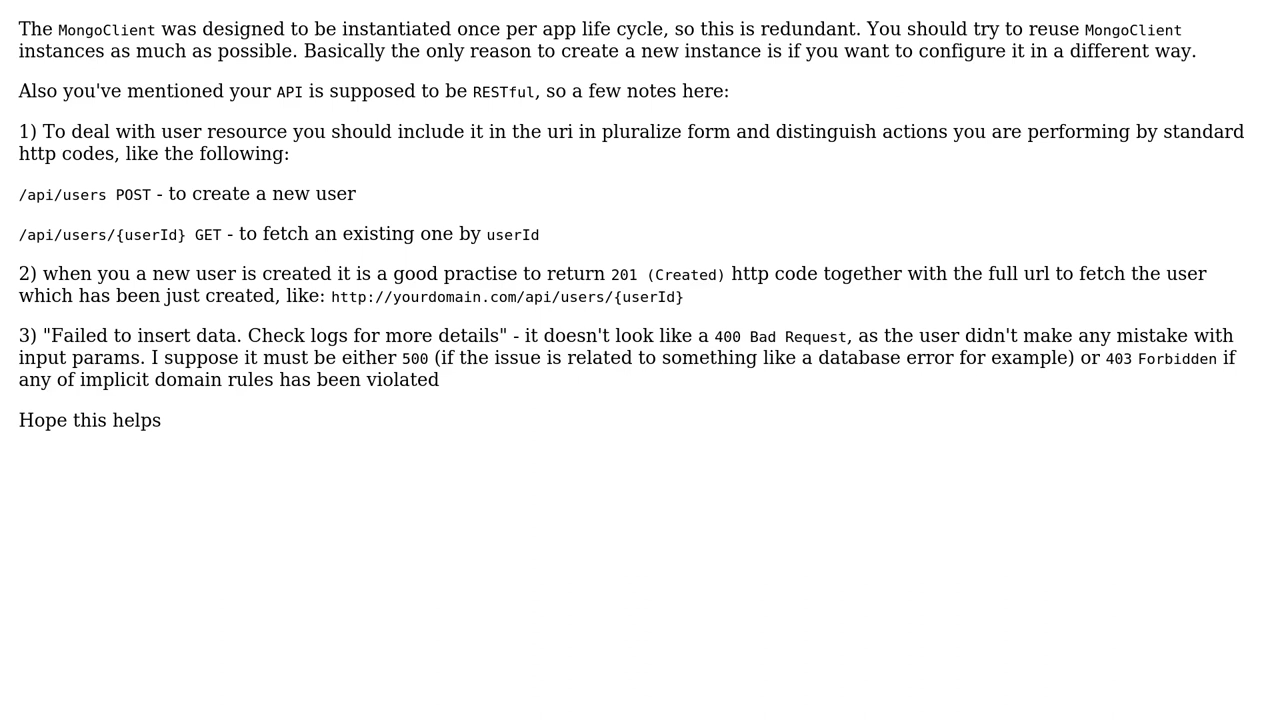 The MongoClient was designed to be instantiated once per app life cycle, so this is redundant. You should try to reuse MongoClient
instances as much as possible. Basically the only reason to create a new instance is if you want to configure it in a different way.
Also you've mentioned your API is supposed to be RESTful, so a few notes here:
1) To deal with user resource you should include it in the uri in pluralize form and distinguish actions you are performing by standard
http codes, like the following:
/api/users POST - to create a new user
/api/users/{userId} GET - to fetch an existing one by userId
2) when you a new user is created it is a good practise to return 201 (Created) http code together with the full url to fetch the user
which has been just created, like: http://yourdomain.com/api/users/{userId}
3) "Failed to insert data. Check logs for more details" - it doesn't look like a 400 Bad Request, as the user didn't make any mistake with
input params. I suppose it must be either 500 (if the issue is related to something like a database error for example) or 403 Forbidden if
any of implicit domain rules has been violated
Hope this helps